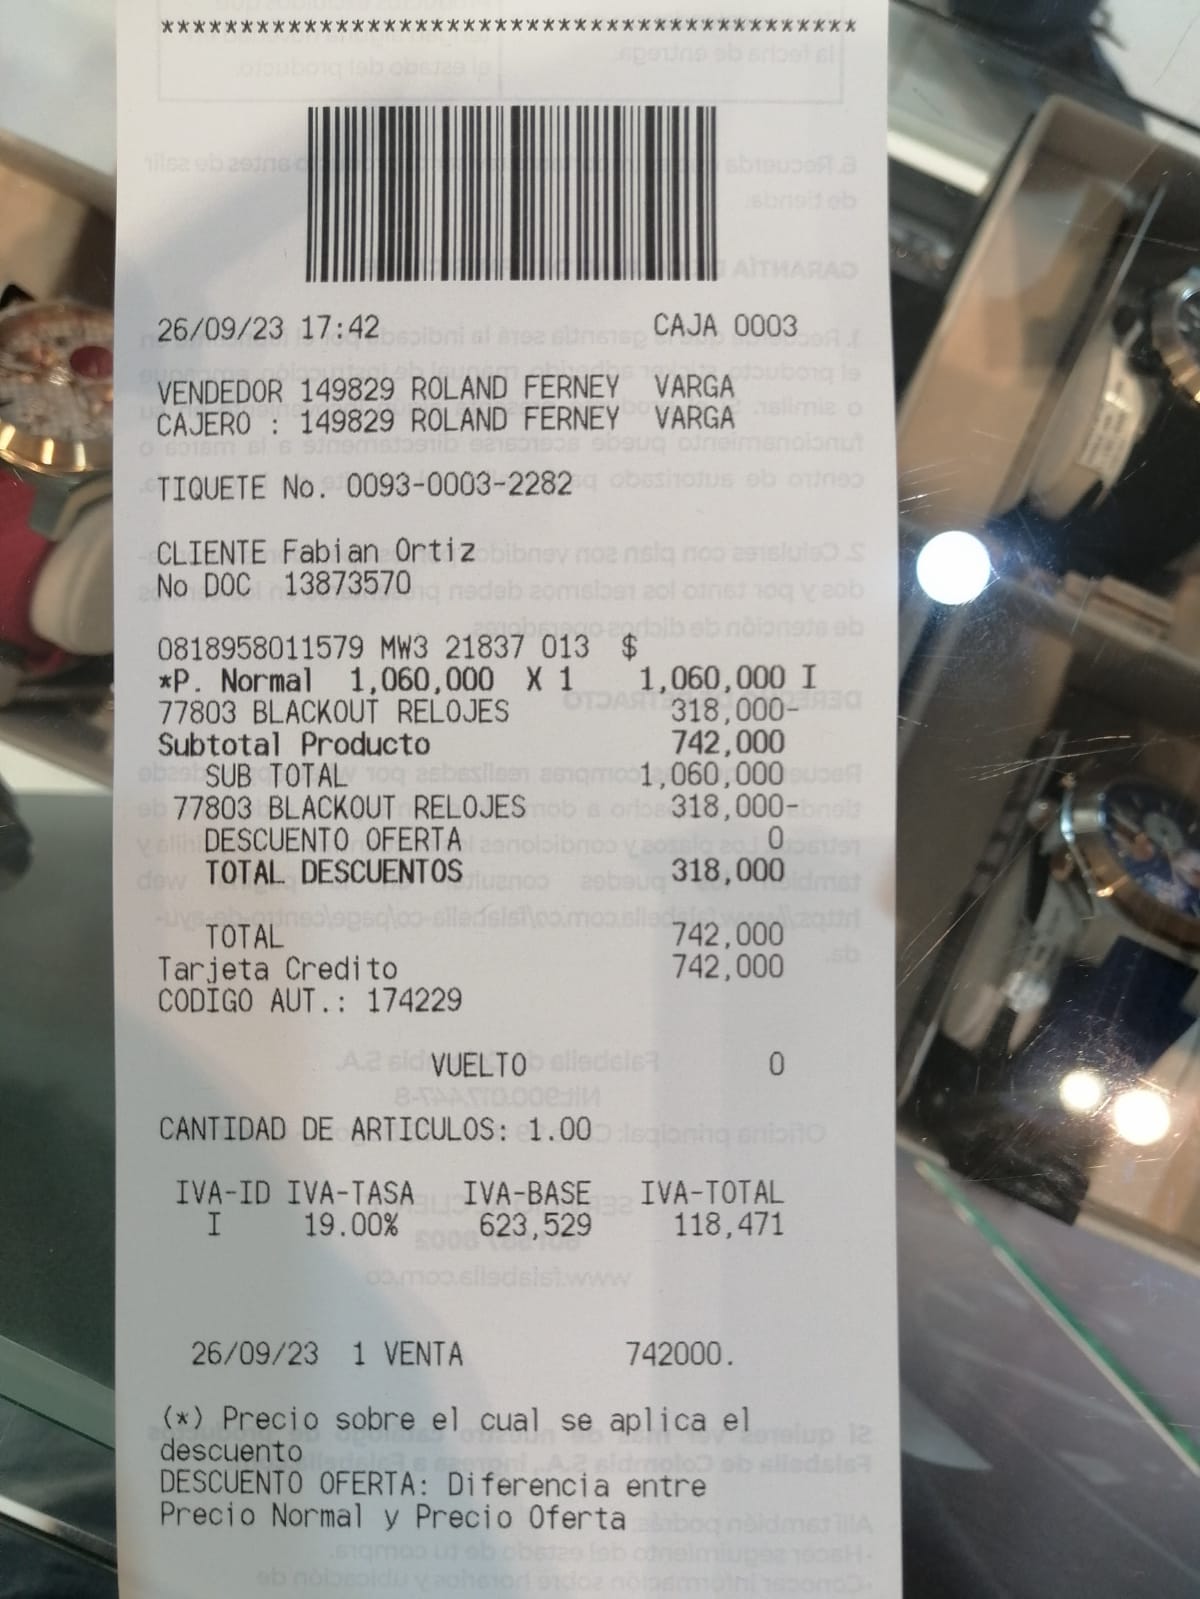 *******************************************
26/09/23 17:42 CAJA 0003
VENDEDOR 149829 ROLAND FERNEY VARGA
CAJERO : 149829 ROLAND FERNEY VARGA
TIQUETE No. 0093-0003-2282
CLIENTE Fabian Ortiz
No DOC 13873570
0818958011579 MW3 21837 013 $
*P. Normal 1,060,000 X 1 1,060,000 I
77803 BLACKOUT RELOJES 318,000-
Subtotal Producto 742,000
SUB TOTAL 1,060,000
77803 BLACKOUT RELOJES 318,000-
DESCUENTO OFERTA 0
TOTAL DESCUENTOS 318,000
TOTAL 742,000
Tarjeta Credito 742,000
CODIGO AUT.: 174229
VUELTO 0
CANTIDAD DE ARTICULOS: 1.00
IVA-ID IVA-TASA IVA-BASE IVA-TOTAL
I 19.00% 623,529 118,471
26/09/23 1 VENTA 742000.
(*) Precio sobre el cual se aplica el
descuento
DESCUENTO OFERTA: Diferencia entre
Precio Normal y Precio Oferta